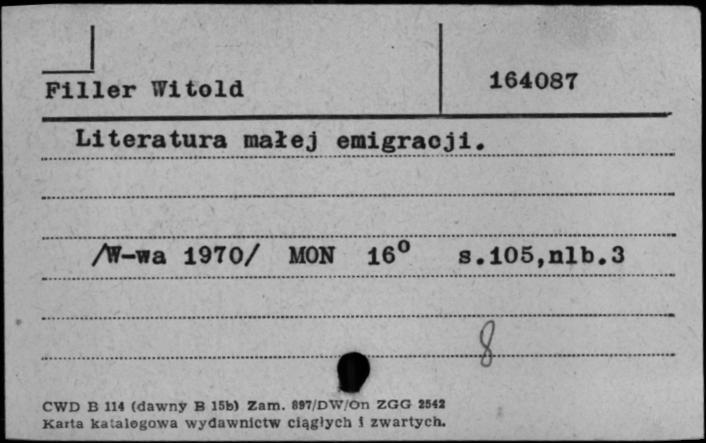 Filler Witold 164087
Literatura małej emigracji.
/W-wa 1970/ MON 16° s.105,nlb.3
8
CWD B 114 (dawny B 15b) Zam. 897/DW/On ZGG 2542
Karta katalogowa wydawnictw ciągłych i zwartych.